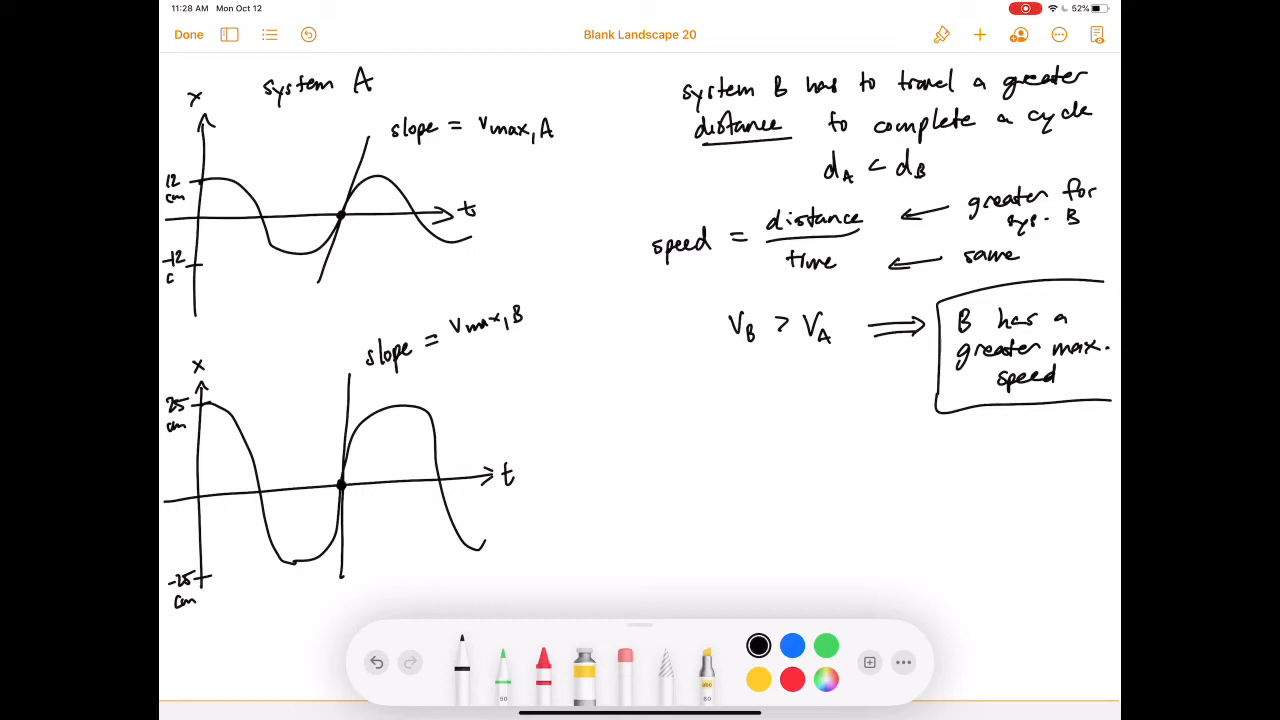 11:28 AM Mon Oct 12
52%
Done
Blank Landscape 20
system A
x
12
cm
-12
c
t
slope = vmax, A
x
25
cm
-25
cm
t
slope = vmax, B
system B has to travel a greater
distance to complete a cycle
dA < dB
speed = distance / time
greater for
sys. B
same
VB > VA ⟹
B has a
greater max.
speed
50
50